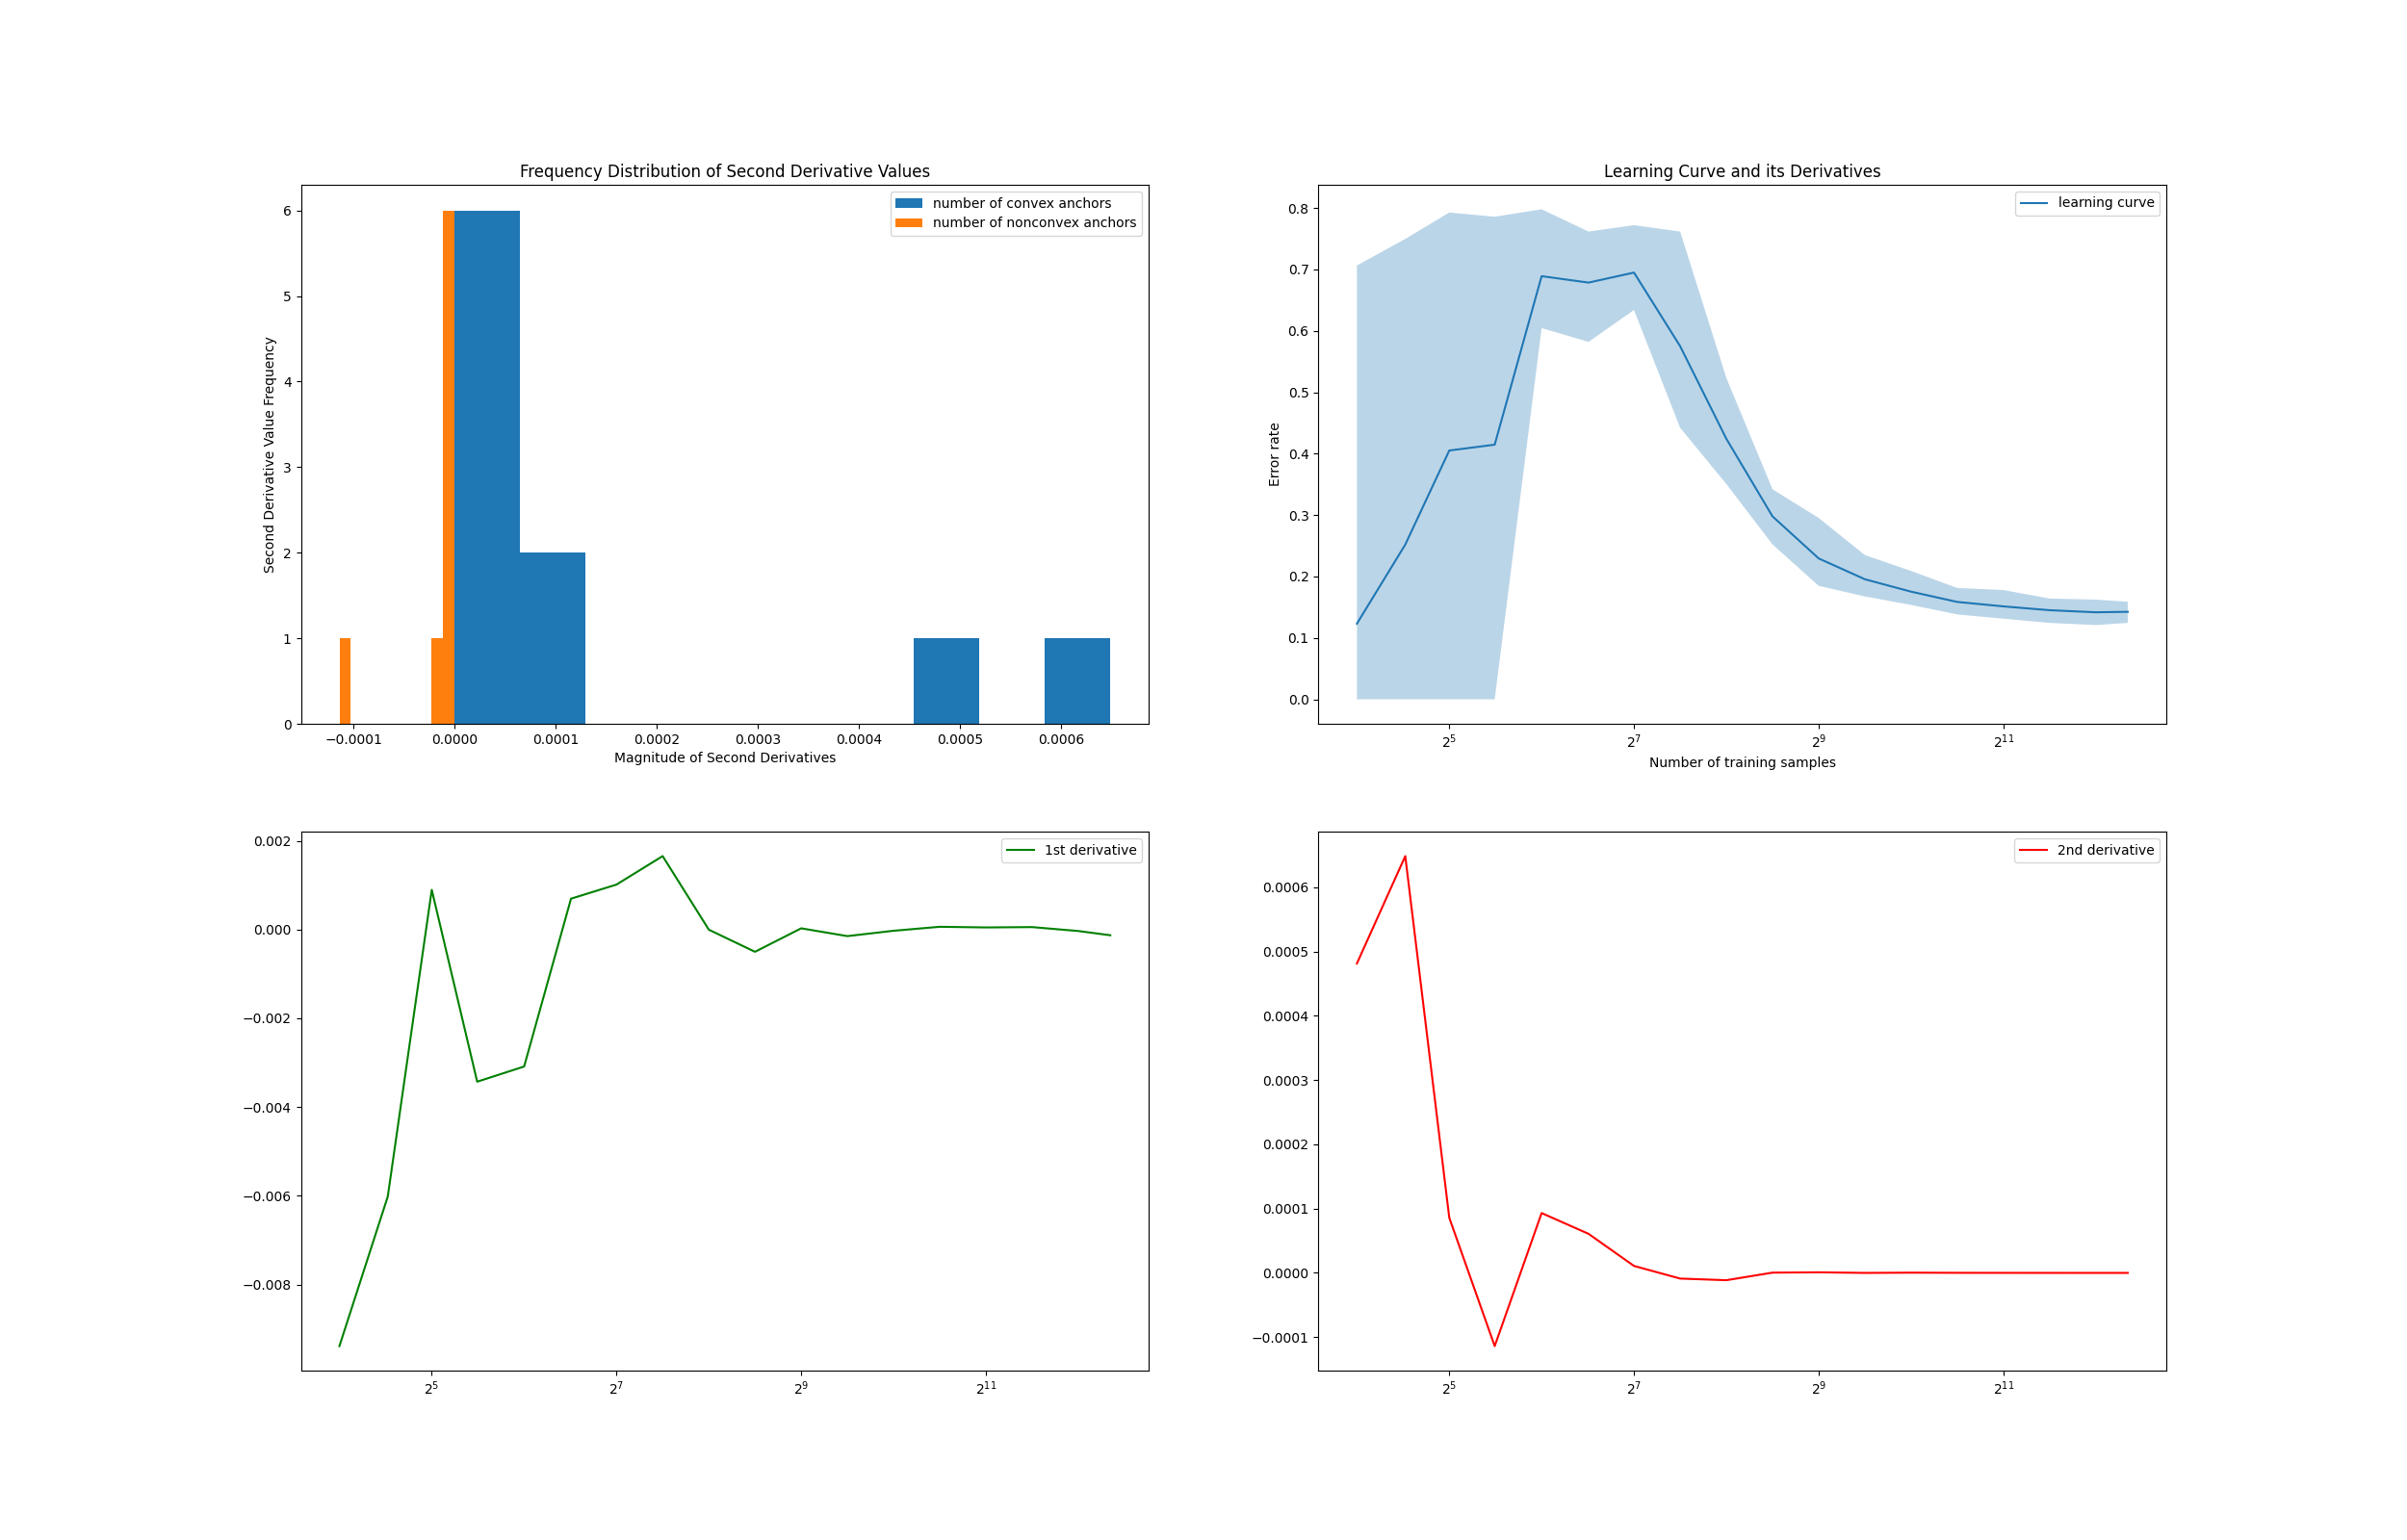 Frequency Distribution of Second Derivative Values
number of convex anchors
number of nonconvex anchors
6
5
4
3
2
1
0
Second Derivative Value Frequency
−0.0001 0.0000 0.0001 0.0002 0.0003 0.0004 0.0005 0.0006
Magnitude of Second Derivatives
Learning Curve and its Derivatives
learning curve
0.8
0.7
0.6
0.5
0.4
0.3
0.2
0.1
0.0
Error rate
2^5 2^7 2^9 2^11
Number of training samples
1st derivative
0.002
0.000
−0.002
−0.004
−0.006
−0.008
2^5 2^7 2^9 2^11
2nd derivative
0.0006
0.0005
0.0004
0.0003
0.0002
0.0001
0.0000
−0.0001
2^5 2^7 2^9 2^11